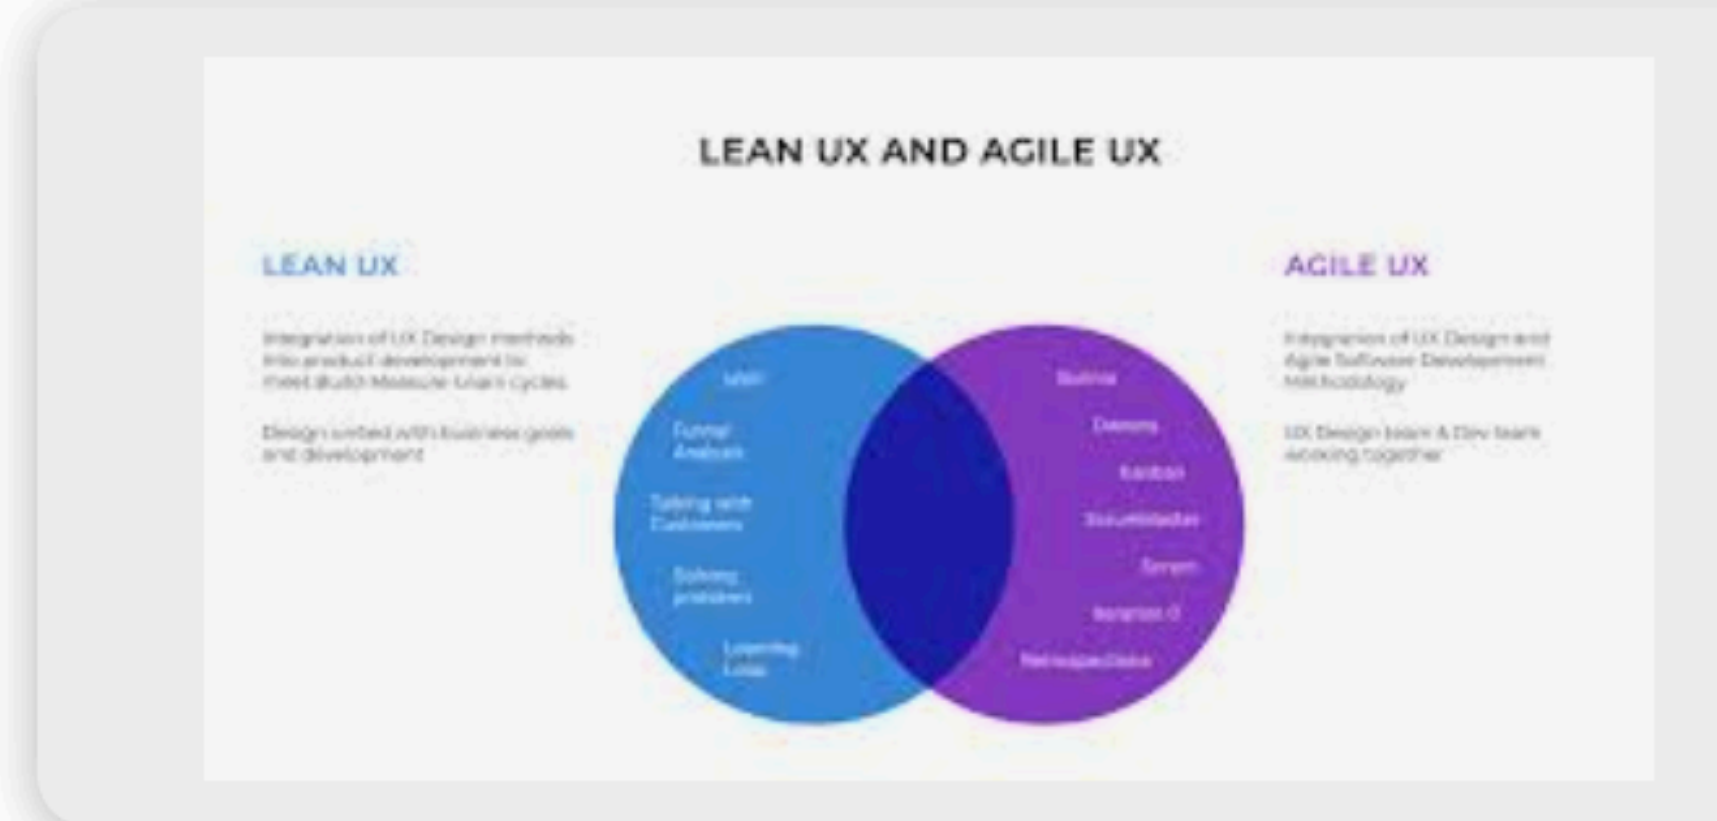 LEAN UX AND AGILE UX
LEAN UX
Integration of UX Design methods
into product development to
meet Build Measure Learn cycles
Design united with business goals
and development
MVP
Funnel
Analysis
Talking with
Customers
Solving
problems
Learning
Loop
AGILE UX
Integration of UX Design and
Agile Software Development
Methodology
UX Design team & Dev team
working together
Demos
Kanban
ScrumMaster
Scrum
Iteration 0
Retrospectives